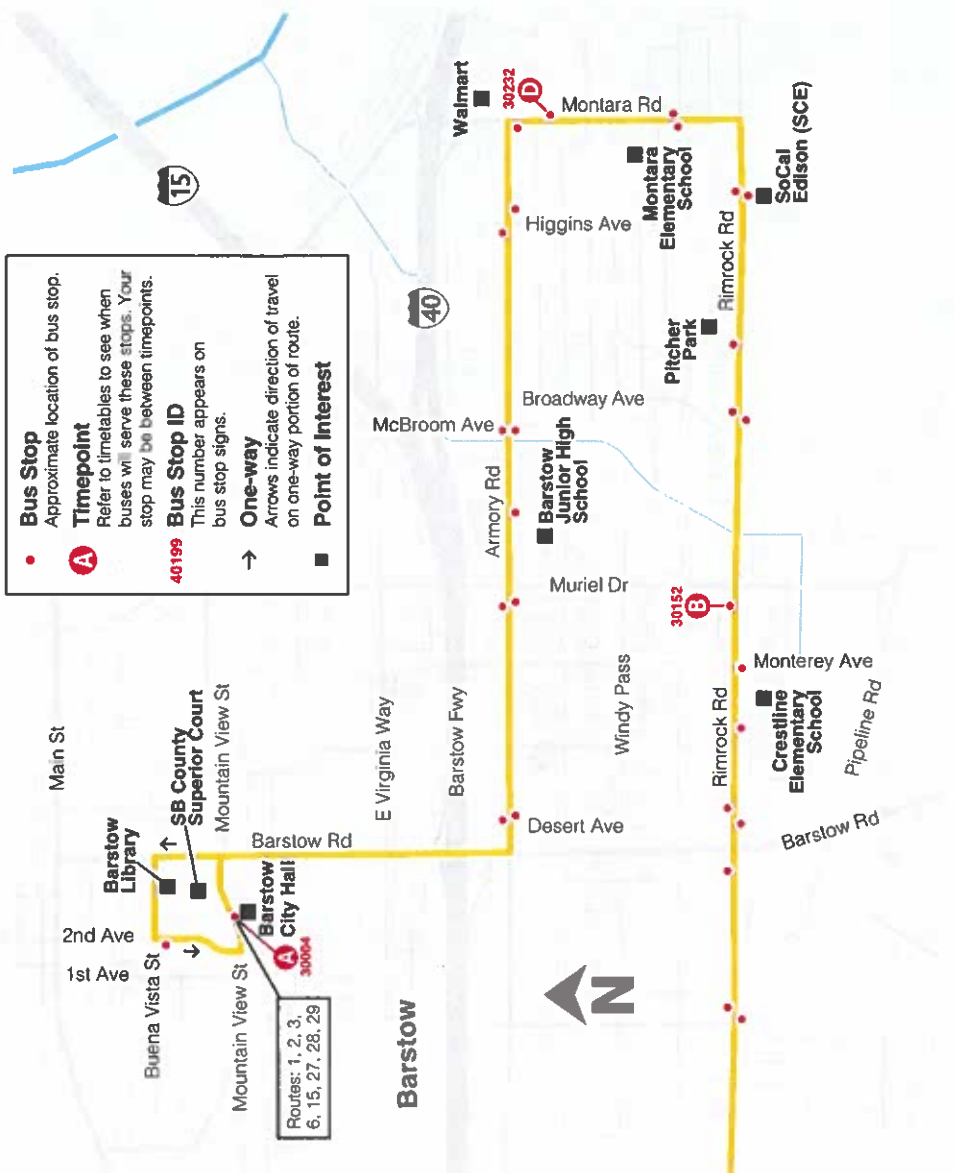 Bus Stop
Approximate location of bus stop.
A
Timepoint
Refer to timetables to see when
buses will serve these stops. Your
stop may be between timepoints.
40199
Bus Stop ID
This number appears on
bus stop signs.
One-way
Arrows indicate direction of travel
on one-way portion of route.
Point of Interest
15
40
Main St
Barstow
Library
SB County
Superior Court
Mountain View St
2nd Ave
1st Ave
Buena Vista St
Mountain View St
Barstow
City Hall
A
30004
Routes: 1, 2, 3,
6, 15, 27, 28, 29
Barstow Rd
E Virginia Way
Barstow Fwy
Barstow
N
Desert Ave
Armory Rd
Muriel Dr
McBroom Ave
Barstow
Junior High
School
Broadway Ave
Higgins Ave
Walmart
30232
D
Montara Rd
Montara
Elementary
School
SoCal
Edison (SCE)
Rimrock Rd
Pitcher
Park
Windy Pass
30152
B
Monterey Ave
Rimrock Rd
Crestline
Elementary
School
Pipeline Rd
Barstow Rd